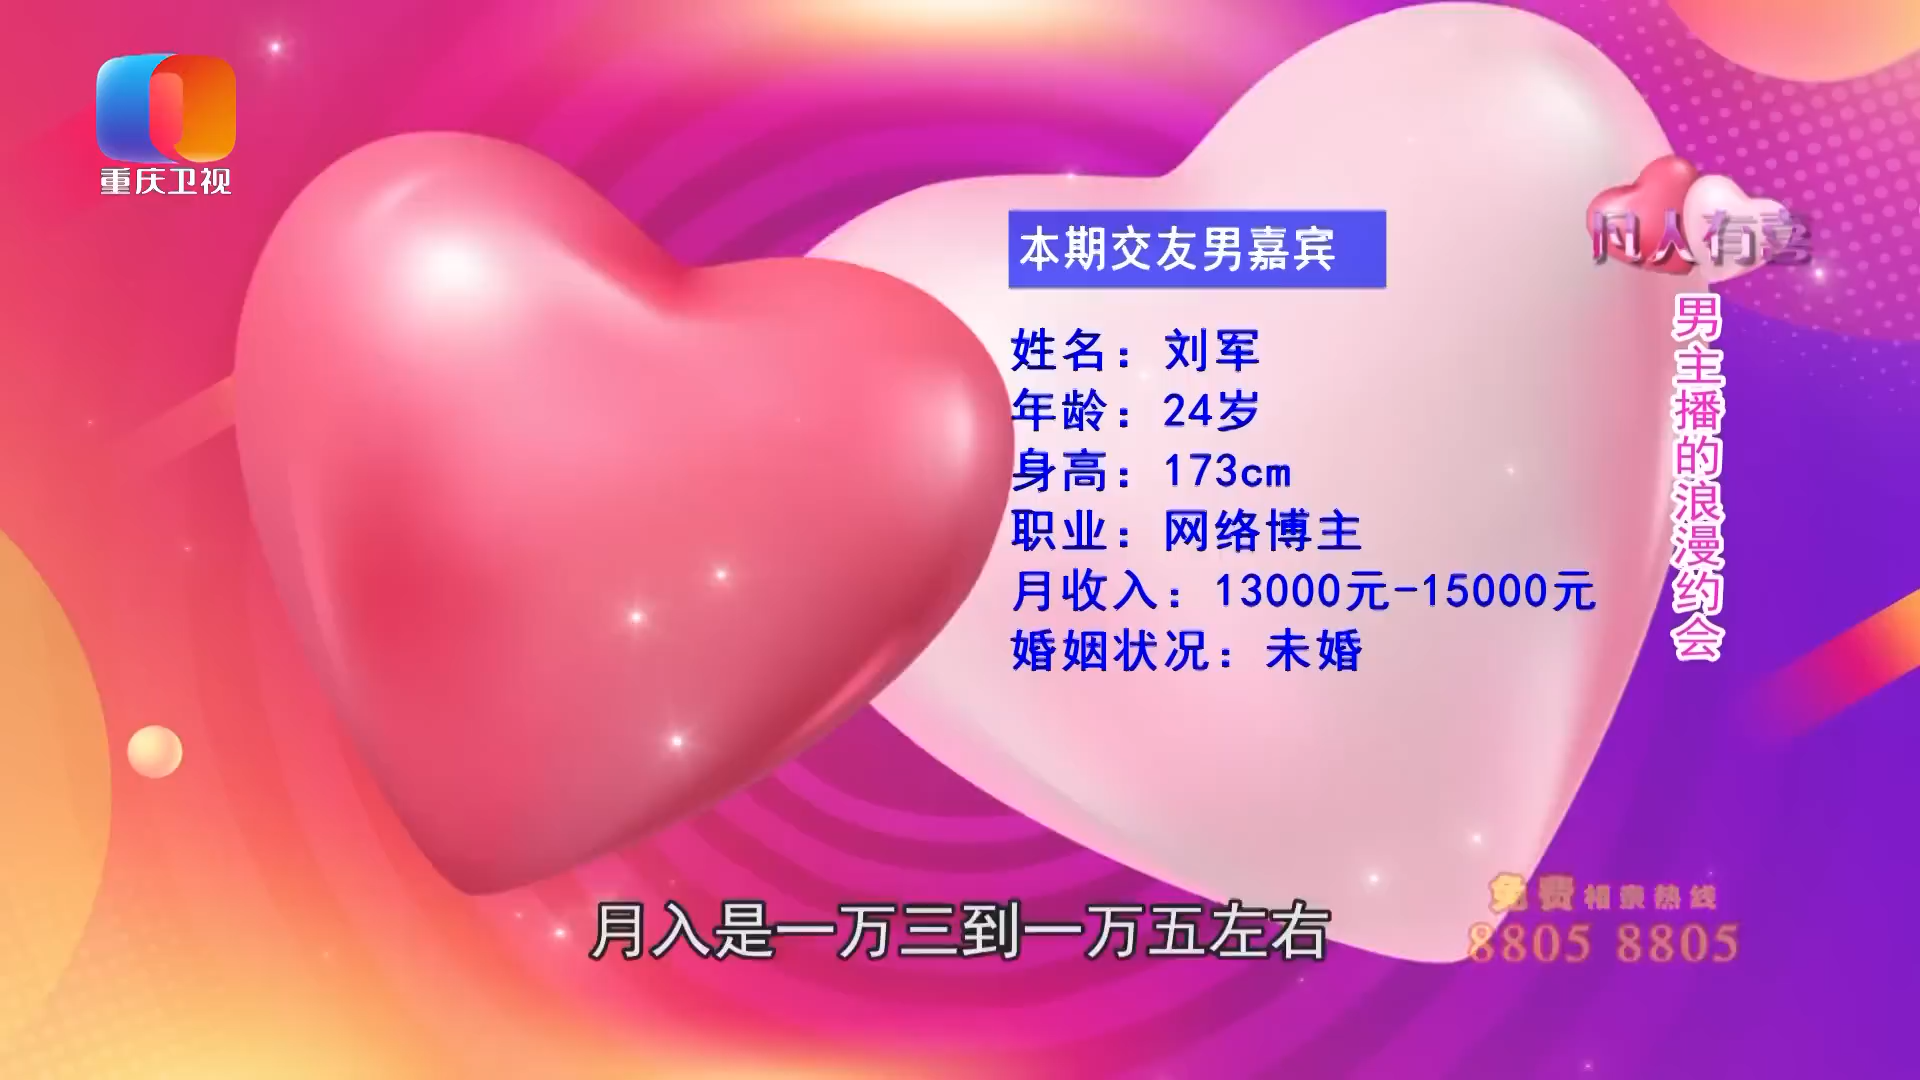 重庆卫视
凡人有喜
本期交友男嘉宾
姓名：刘军
年龄：24岁
身高：173cm
职业：网络博主
月收入：13000元-15000元
婚姻状况：未婚
男主播的浪漫约会
免费相亲热线
8805 8805
月入是一万三到一万五左右